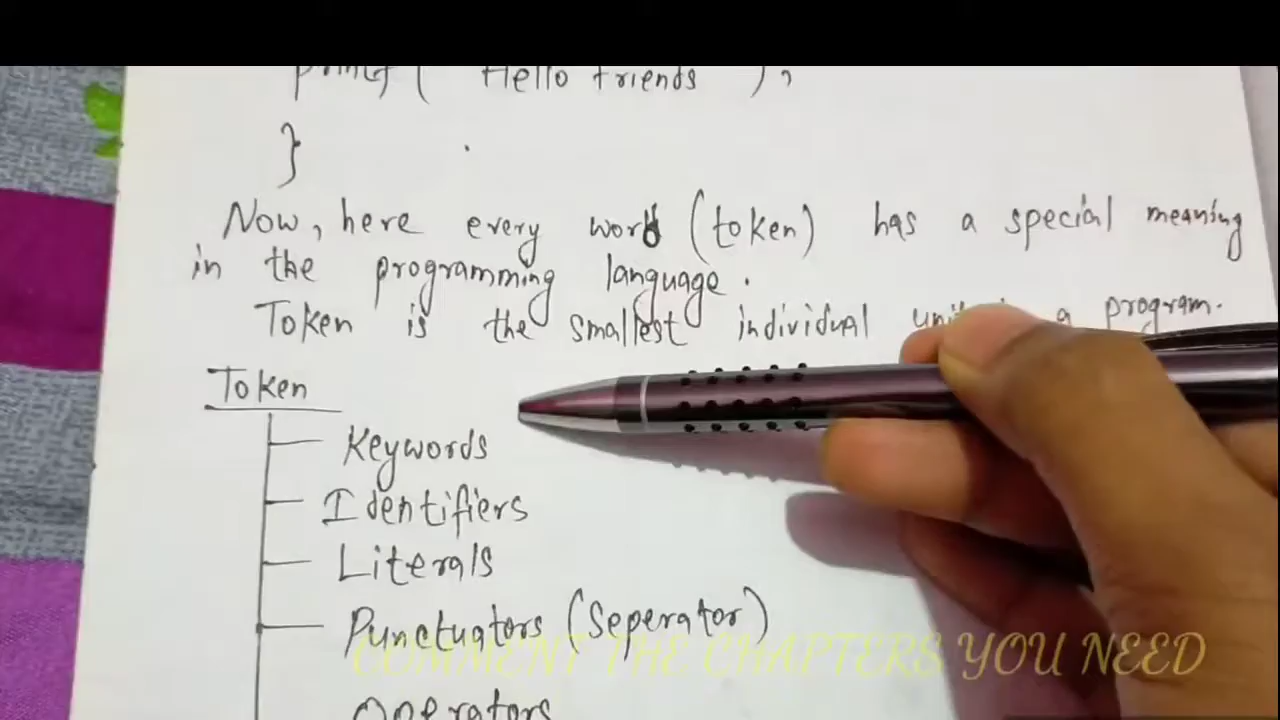 printf ( " Hello friends " );
}
Now, here every word (token) has a special meaning
in the programming language.
Token is the smallest individual a program.
Token
Keywords
Identifiers
Literals
Punctuators (Seperator)
Operators
COMMENT THE CHAPTERS YOU NEED